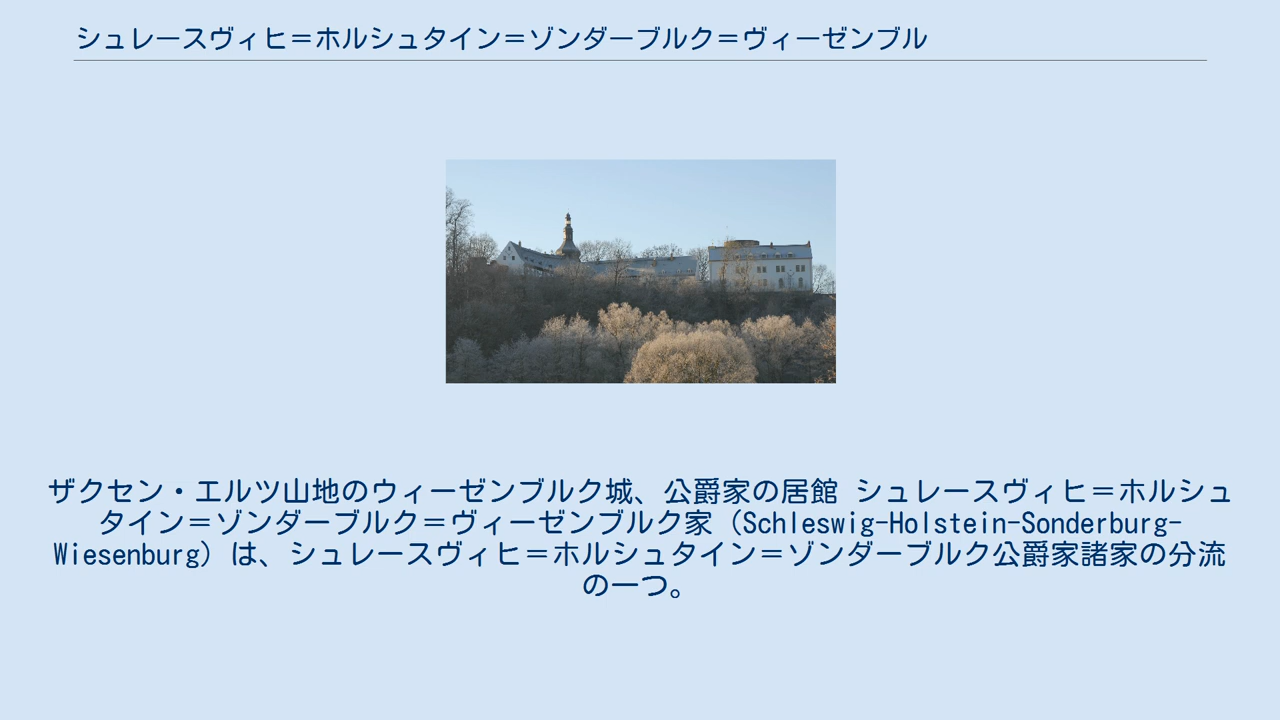 シュレースヴィヒ＝ホルシュタイン＝ゾンダーブルク＝ヴィーゼンブル
ザクセン・エルツ山地のウィーゼンブルク城、公爵家の居館 シュレースヴィヒ＝ホルシュ
タイン＝ゾンダーブルク＝ヴィーゼンブルク家（Schleswig-Holstein-Sonderburg-
Wiesenburg）は、シュレースヴィヒ＝ホルシュタイン＝ゾンダーブルク公爵家諸家の分流
の一つ。